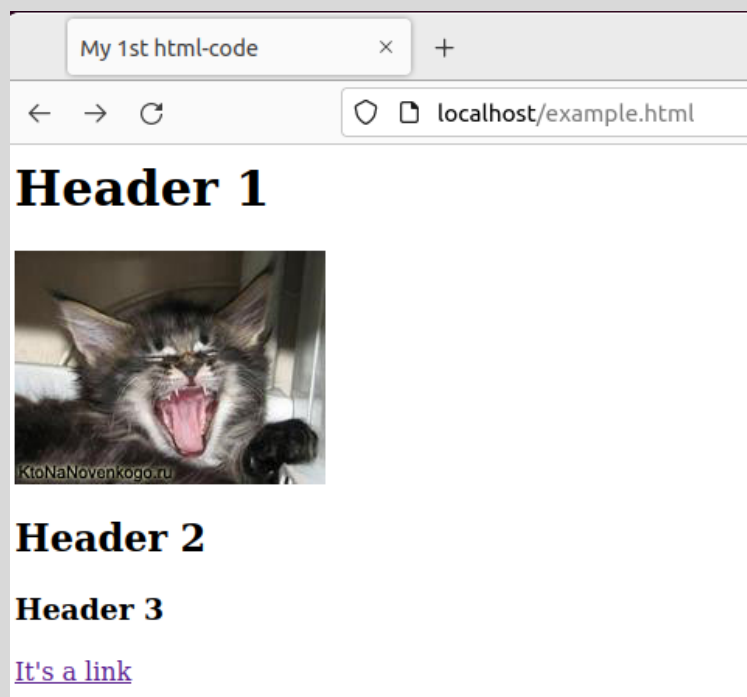 My 1st html-code
localhost/example.html
Header 1
KtoNaNovenkogo.ru
Header 2
Header 3
It's a link